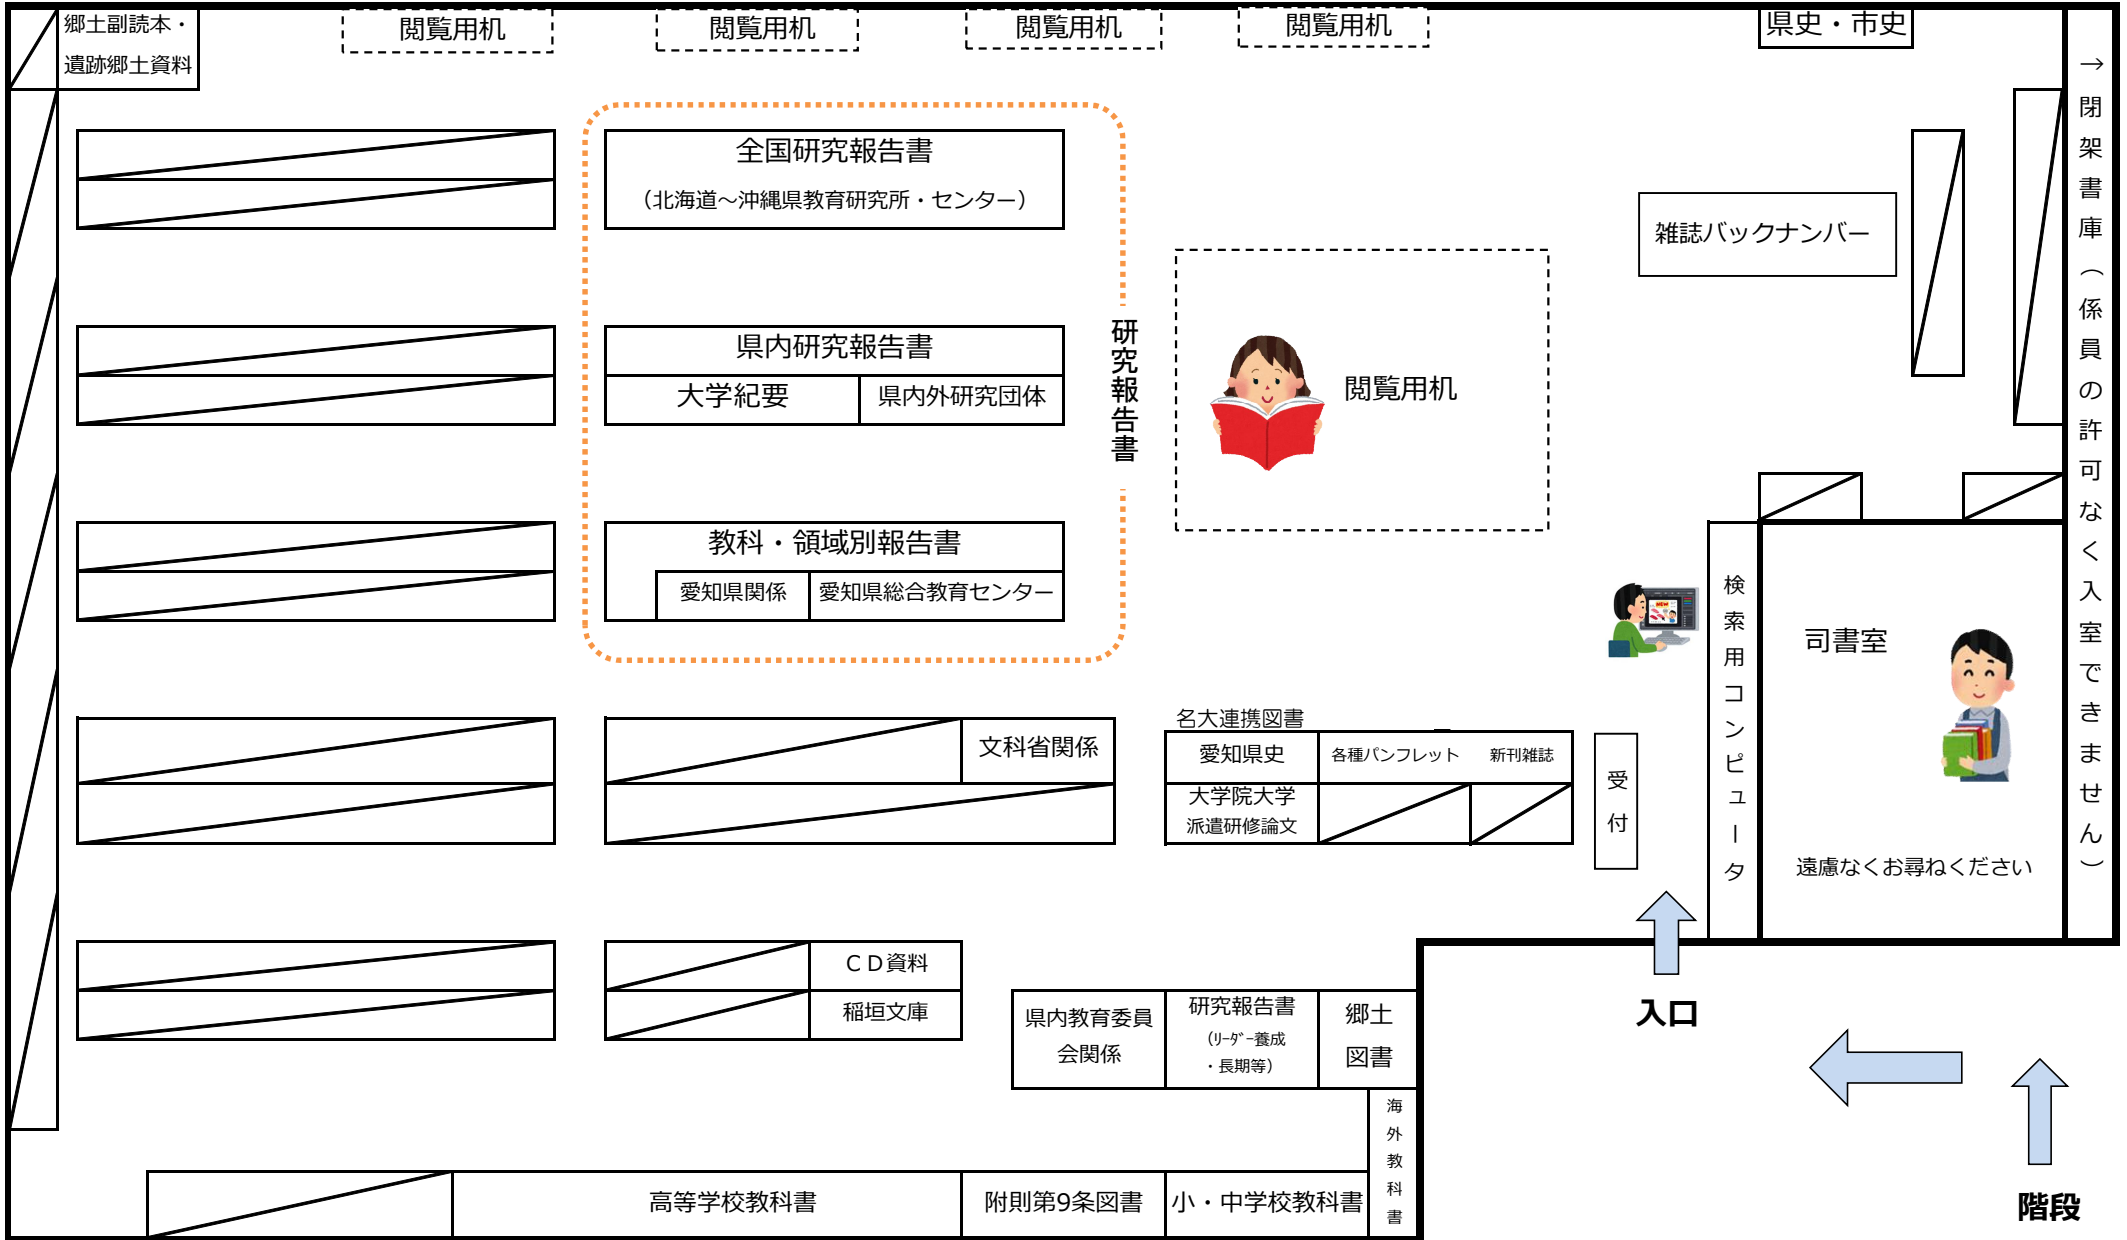 郷土副読本・
遺跡郷土資料
閲覧用机
閲覧用机
閲覧用机
閲覧用机
県史・市史
→閉架書庫（係員の許可なく入室できません）
全国研究報告書
（北海道～沖縄県教育研究所・センター）
雑誌バックナンバー
県内研究報告書
大学紀要
県内外研究団体
研究報告書
閲覧用机
教科・領域別報告書
愛知県関係
愛知県総合教育センター
検索用コンピュータ
司書室
遠慮なくお尋ねください
文科省関係
名大連携図書
愛知県史
各種パンフレット
新刊雑誌
大学院大学
派遣研修論文
受付
ＣＤ資料
稲垣文庫
県内教育委員
会関係
研究報告書
（ﾘｰﾀﾞｰ養成
・長期等）
郷土
図書
入口
海外教科書
高等学校教科書
附則第9条図書
小・中学校教科書
階段